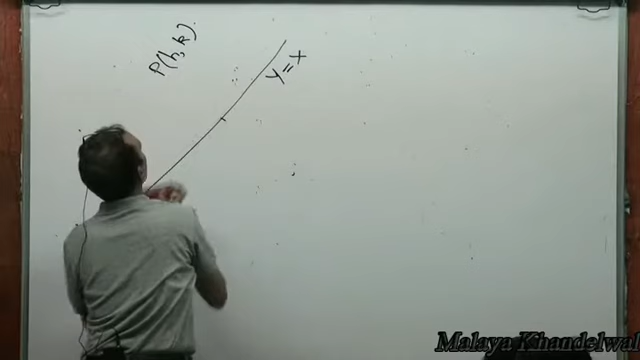 P(h, k).
y = x
Malaya Khandelwal